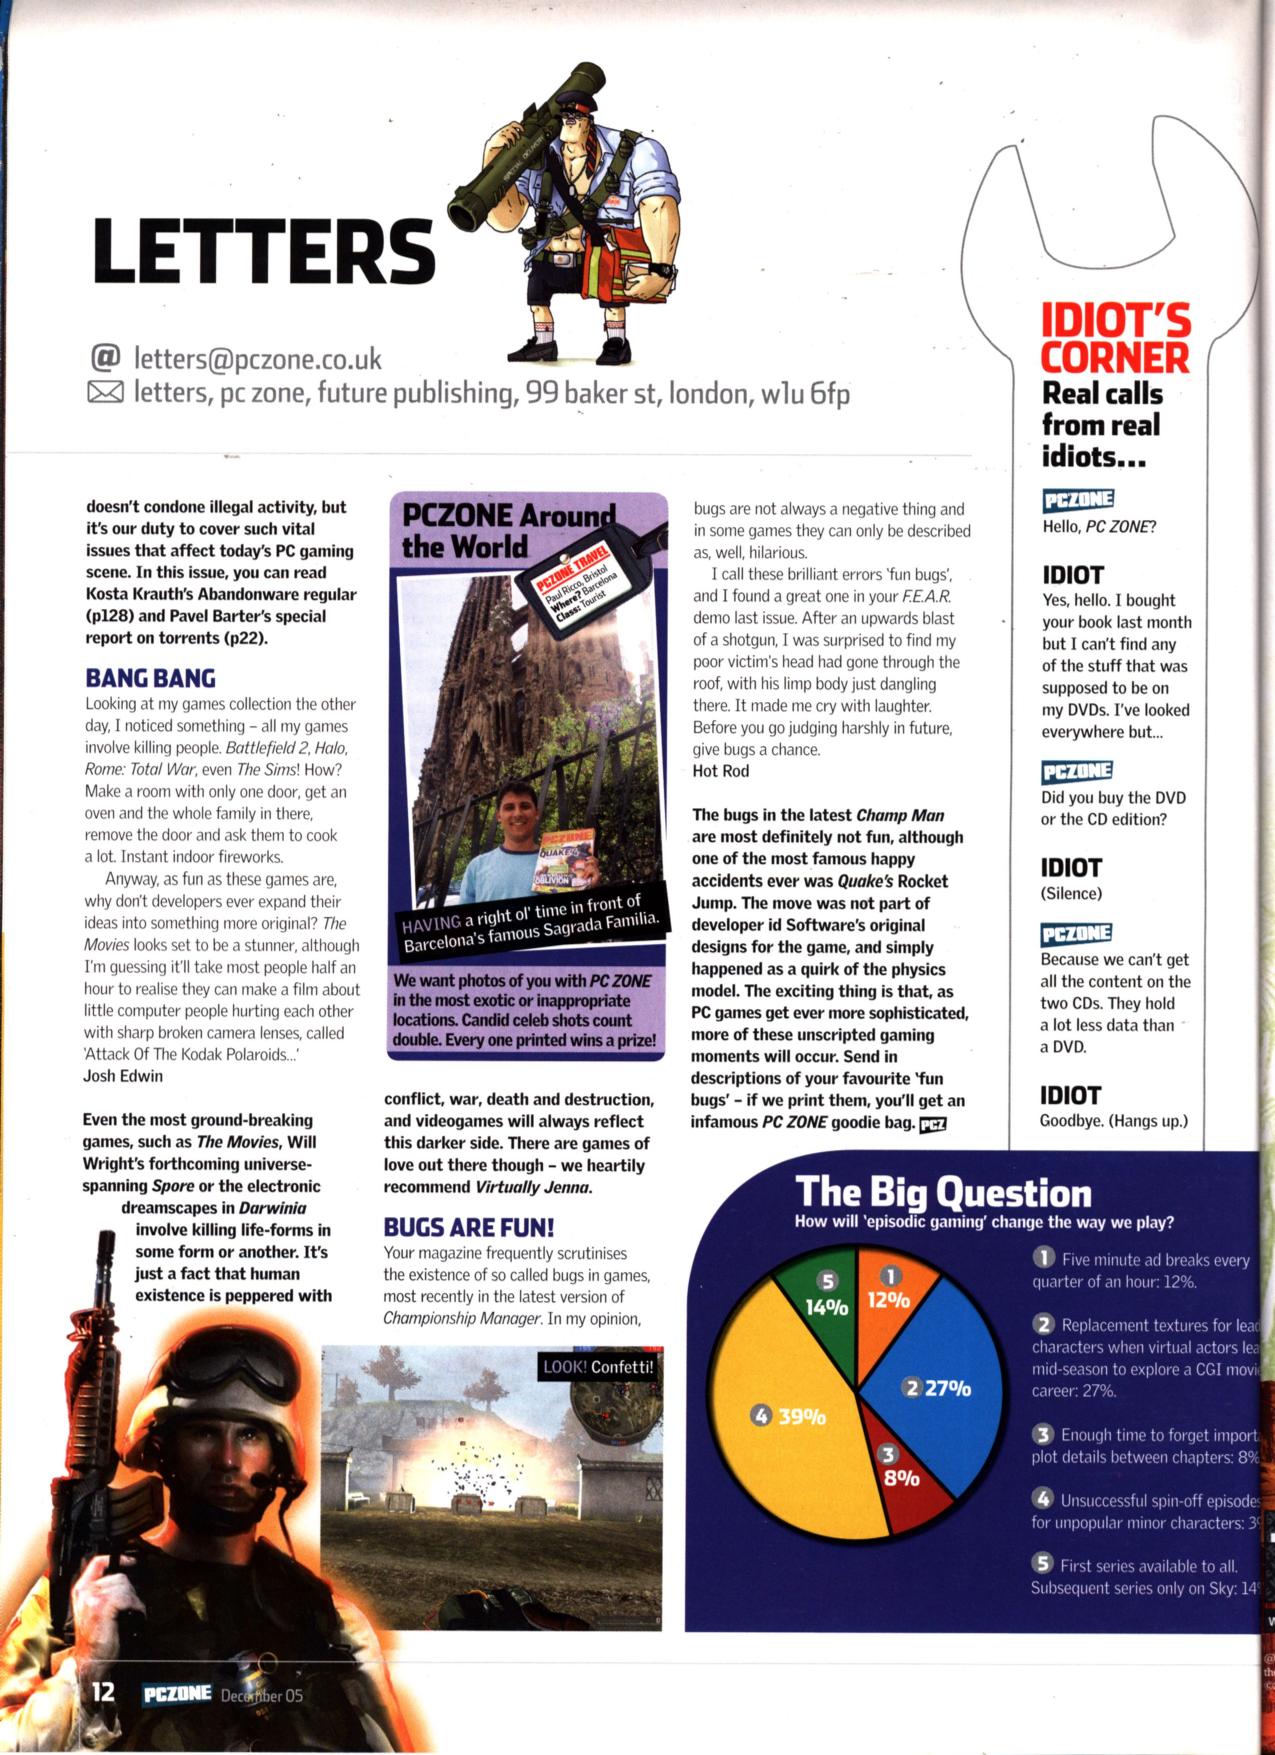 LETTERS
SPECIAL DELIVERY
@ letters@pczone.co.uk
letters, pc zone, future publishing, 99 baker st, london, w1u 6fp
doesn't condone illegal activity, but
it's our duty to cover such vital
issues that affect today's PC gaming
scene. In this issue, you can read
Kosta Krauth's Abandonware regular
(p128) and Pavel Barter's special
report on torrents (p22).
BANG BANG
Looking at my games collection the other
day, I noticed something – all my games
involve killing people. Battlefield 2, Halo,
Rome: Total War, even The Sims! How?
Make a room with only one door, get an
oven and the whole family in there,
remove the door and ask them to cook
a lot. Instant indoor fireworks.
Anyway, as fun as these games are,
why don't developers ever expand their
ideas into something more original? The
Movies looks set to be a stunner, although
I'm guessing it'll take most people half an
hour to realise they can make a film about
little computer people hurting each other
with sharp broken camera lenses, called
'Attack Of The Kodak Polaroids...'
Josh Edwin
Even the most ground-breaking
games, such as The Movies, Will
Wright's forthcoming universe-
spanning Spore or the electronic
dreamscapes in Darwinia
involve killing life-forms in
some form or another. It's
just a fact that human
existence is peppered with
PCZONE Around
the World
PCZONE TRAVEL
Paul Ricco, Bristol
Where? Barcelona
Class: Tourist
PCZONE
QUAKE 4
OBLIVION
HAVING a right ol' time in front of
Barcelona's famous Sagrada Familia.
We want photos of you with PC ZONE
in the most exotic or inappropriate
locations. Candid celeb shots count
double. Every one printed wins a prize!
conflict, war, death and destruction,
and videogames will always reflect
this darker side. There are games of
love out there though – we heartily
recommend Virtually Jenna.
BUGS ARE FUN!
Your magazine frequently scrutinises
the existence of so called bugs in games,
most recently in the latest version of
Championship Manager. In my opinion,
LOOK! Confetti!
bugs are not always a negative thing and
in some games they can only be described
as, well, hilarious.
I call these brilliant errors 'fun bugs',
and I found a great one in your F.E.A.R.
demo last issue. After an upwards blast
of a shotgun, I was surprised to find my
poor victim's head had gone through the
roof, with his limp body just dangling
there. It made me cry with laughter.
Before you go judging harshly in future,
give bugs a chance.
Hot Rod
The bugs in the latest Champ Man
are most definitely not fun, although
one of the most famous happy
accidents ever was Quake's Rocket
Jump. The move was not part of
developer id Software's original
designs for the game, and simply
happened as a quirk of the physics
model. The exciting thing is that, as
PC games get ever more sophisticated,
more of these unscripted gaming
moments will occur. Send in
descriptions of your favourite 'fun
bugs' – if we print them, you'll get an
infamous PC ZONE goodie bag. PCZ
IDIOT'S
CORNER
Real calls
from real
idiots...
PCZONE
Hello, PC ZONE?
IDIOT
Yes, hello. I bought
your book last month
but I can't find any
of the stuff that was
supposed to be on
my DVDs. I've looked
everywhere but...
PCZONE
Did you buy the DVD
or the CD edition?
IDIOT
(Silence)
PCZONE
Because we can't get
all the content on the
two CDs. They hold
a lot less data than
a DVD.
IDIOT
Goodbye. (Hangs up.)
The Big Question
How will 'episodic gaming' change the way we play?
5
14%
1
12%
2 27%
4 39%
3
8%
1 Five minute ad breaks every
quarter of an hour: 12%.
2 Replacement textures for lead
characters when virtual actors lea
mid-season to explore a CGI movi
career: 27%.
3 Enough time to forget import
plot details between chapters: 8%
4 Unsuccessful spin-off episodes
for unpopular minor characters: 3
5 First series available to all.
Subsequent series only on Sky: 14
12 PCZONE December 05